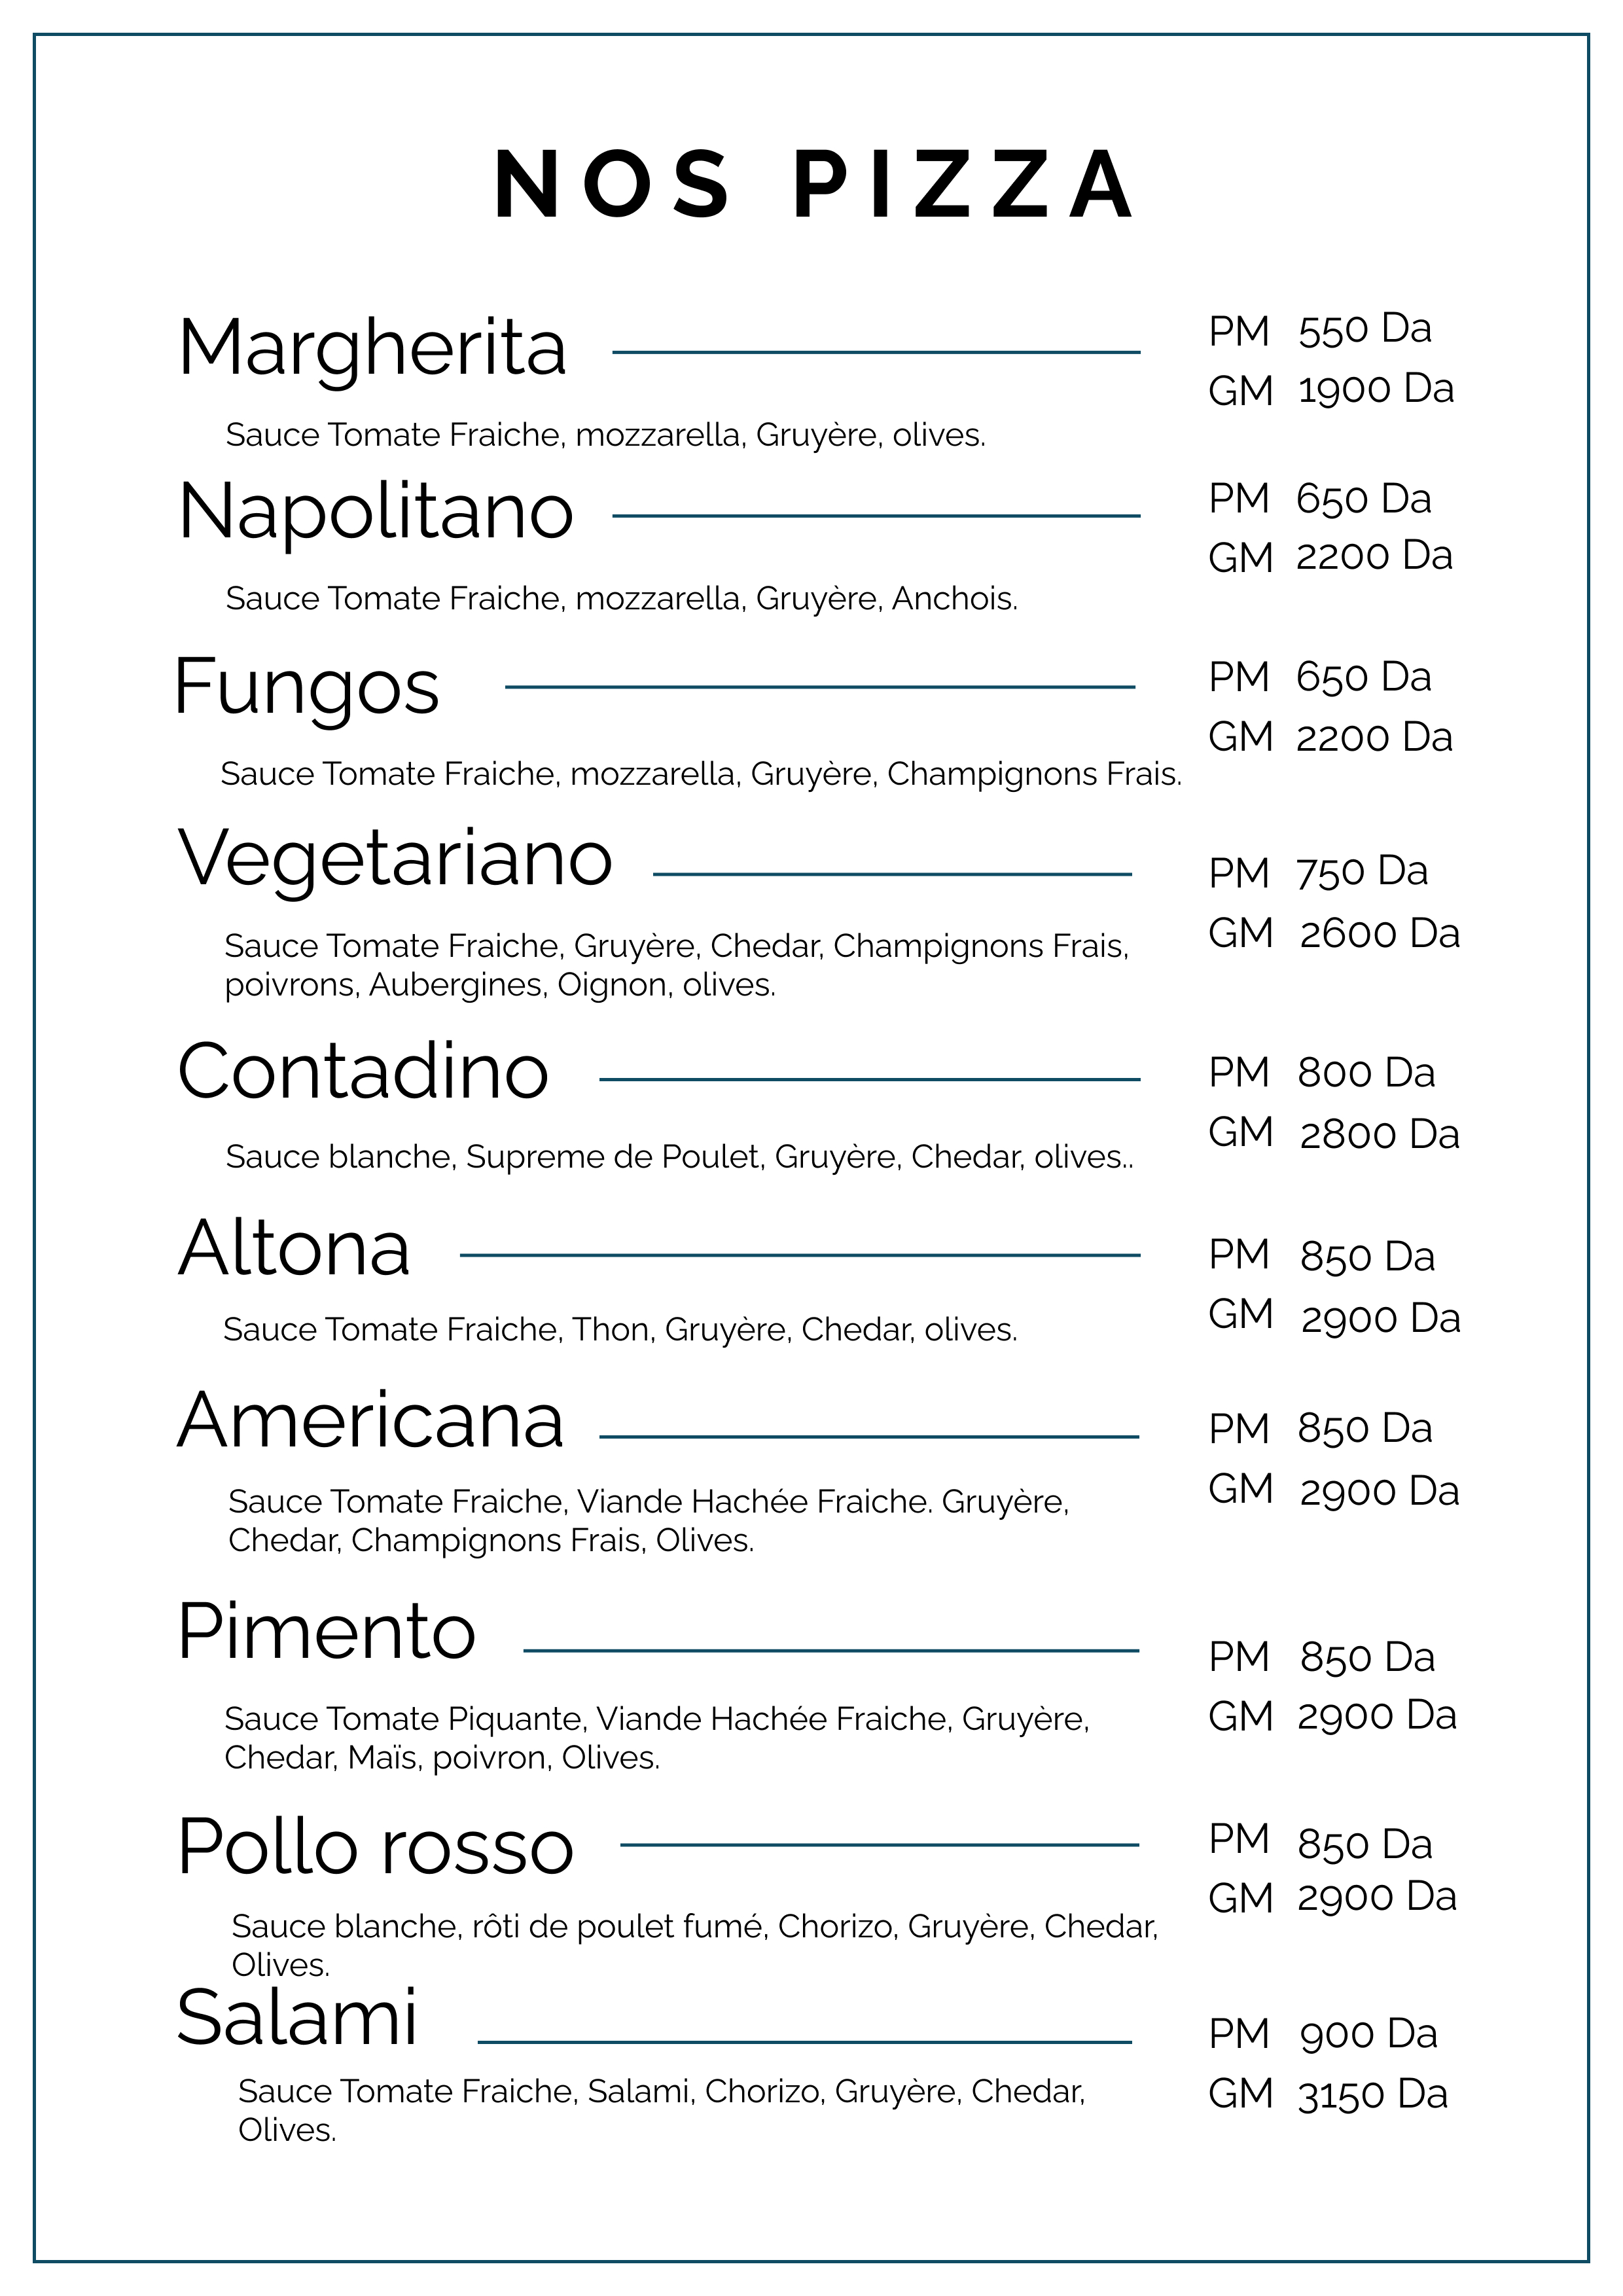 NOS PIZZA
Margherita
PM 550 Da
GM 1900 Da
Sauce Tomate Fraiche, mozzarella, Gruyère, olives.
Napolitano
PM 650 Da
GM 2200 Da
Sauce Tomate Fraiche, mozzarella, Gruyère, Anchois.
Fungos
PM 650 Da
GM 2200 Da
Sauce Tomate Fraiche, mozzarella, Gruyère, Champignons Frais.
Vegetariano
PM 750 Da
GM 2600 Da
Sauce Tomate Fraiche, Gruyère, Chedar, Champignons Frais,
poivrons, Aubergines, Oignon, olives.
Contadino
PM 800 Da
GM 2800 Da
Sauce blanche, Supreme de Poulet, Gruyère, Chedar, olives..
Altona
PM 850 Da
GM 2900 Da
Sauce Tomate Fraiche, Thon, Gruyère, Chedar, olives.
Americana
PM 850 Da
GM 2900 Da
Sauce Tomate Fraiche, Viande Hachée Fraiche. Gruyère,
Chedar, Champignons Frais, Olives.
Pimento
PM 850 Da
GM 2900 Da
Sauce Tomate Piquante, Viande Hachée Fraiche, Gruyère,
Chedar, Maïs, poivron, Olives.
Pollo rosso
PM 850 Da
GM 2900 Da
Sauce blanche, rôti de poulet fumé, Chorizo, Gruyère, Chedar,
Olives.
Salami
PM 900 Da
GM 3150 Da
Sauce Tomate Fraiche, Salami, Chorizo, Gruyère, Chedar,
Olives.